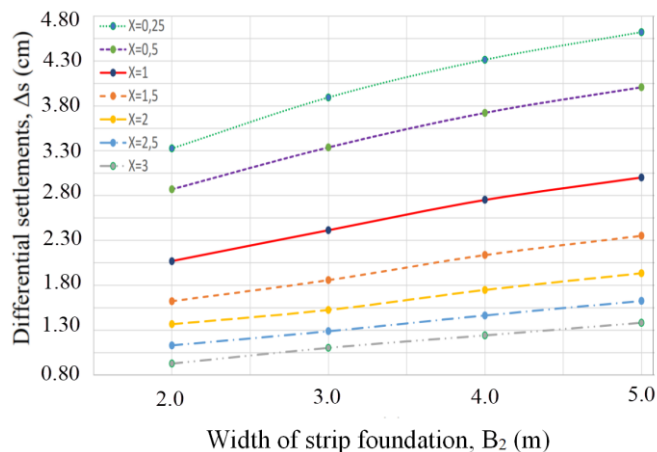 4.80
4.30
3.80
3.30
2.80
2.30
1.80
1.30
0.80
Differential settlements, Δs (cm)
X=0,25
X=0,5
X=1
X=1,5
X=2
X=2,5
X=3
2.0 3.0 4.0 5.0
Width of strip foundation, B₂ (m)